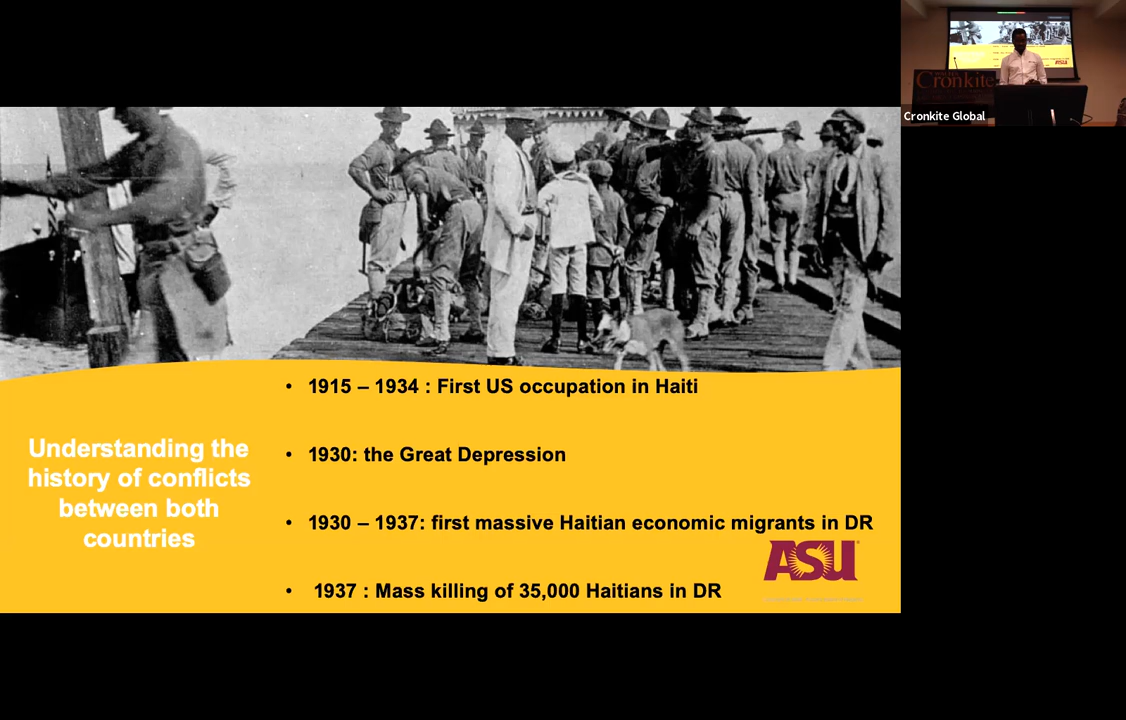 Cronkite
Cronkite Global
• 1915 – 1934 : First US occupation in Haiti
• 1930: the Great Depression
• 1930 – 1937: first massive Haitian economic migrants in DR
• 1937 : Mass killing of 35,000 Haitians in DR
Understanding the
history of conflicts
between both
countries
ASU